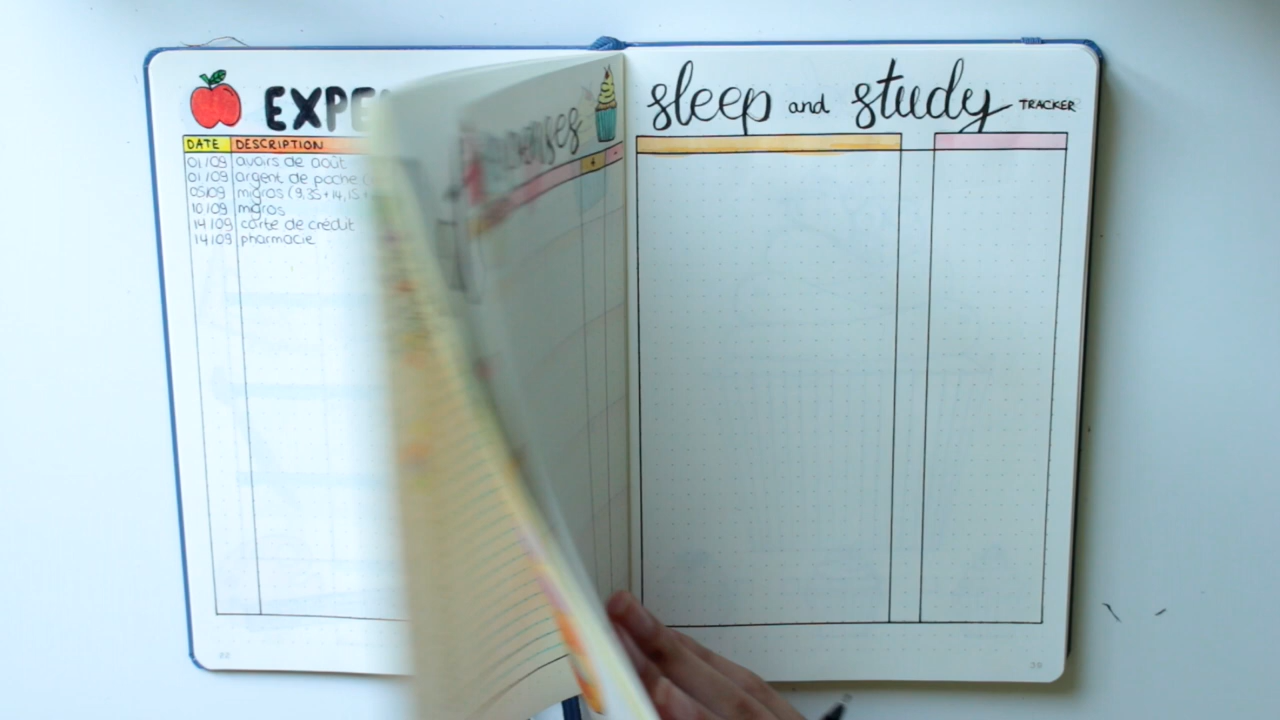 EXPE
DATE DESCRIPTION
01/09 avoirs de août
01/09 argent de poche (
05/09 migros (9,35+14,15+
10/09 migros
14/09 carte de crédit
14/09 pharmacie
+ -
sleep and study TRACKER